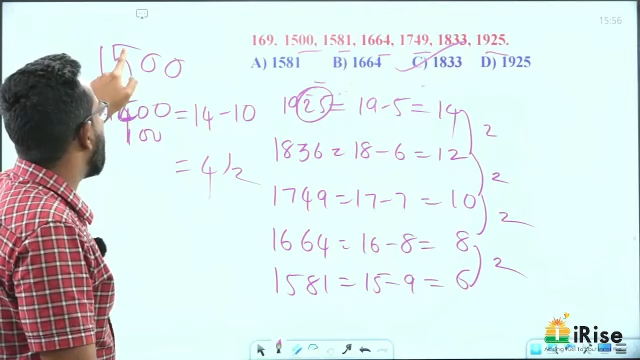 15:56
169. 1500, 1581, 1664, 1749, 1833, 1925.
A) 1581 B) 1664 C) 1833 D) 1925
1500
100 = 14-10
100
= 4
1925 = 19-5 = 14
2
1836 = 18-6 = 12
2
1749 = 17-7 = 10
2
1664 = 16-8 = 8
2
1581 = 15-9 = 6
iRise